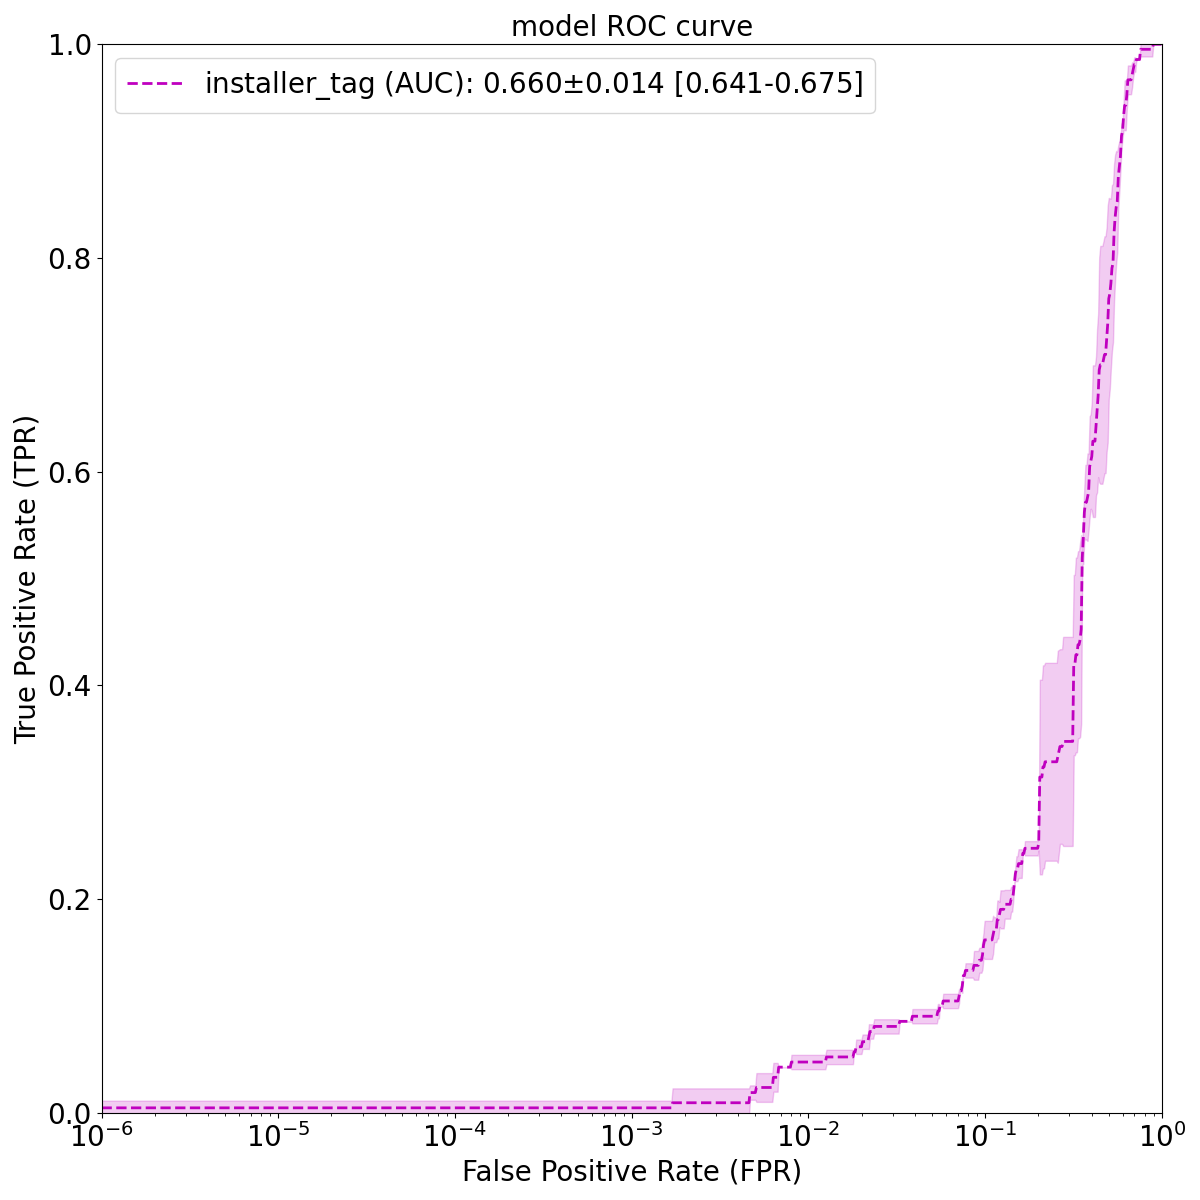 model ROC curve
installer_tag (AUC): 0.660±0.014 [0.641-0.675]
True Positive Rate (TPR)
1.0
0.8
0.6
0.4
0.2
0.0
10⁻⁶ 10⁻⁵ 10⁻⁴ 10⁻³ 10⁻² 10⁻¹ 10⁰
False Positive Rate (FPR)